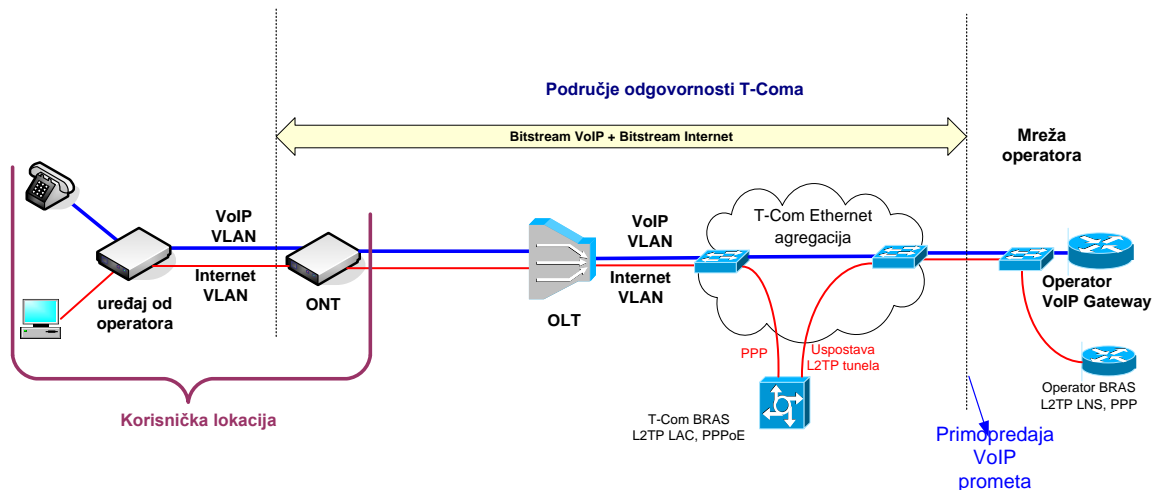 Područje odgovornosti T-Coma
Bitstream VoIP + Bitstream Internet
Mreža
operatora
VoIP
VLAN
Internet
VLAN
uređaj od
operatora
ONT
OLT
VoIP
VLAN
Internet
VLAN
T-Com Ethernet
agregacija
Operator
VoIP Gateway
PPP
Uspostava
L2TP tunela
T-Com BRAS
L2TP LAC, PPPoE
Operator BRAS
L2TP LNS, PPP
Korisnička lokacija
Primopredaja
VoIP
prometa